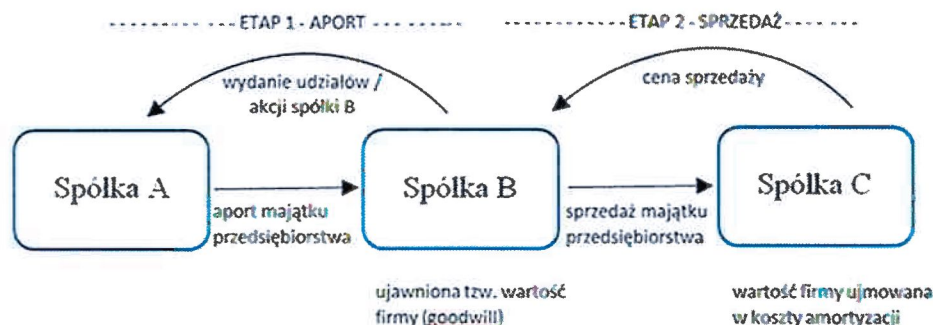 ETAP 1 - APORT
ETAP 2 - SPRZEDAŻ
wydanie udziałów /
akcji spółki B
cena sprzedaży
Spółka A
Spółka B
Spółka C
aport majątku
przedsiębiorstwa
sprzedaż majątku
przedsiębiorstwa
ujawniona tzw. wartość
firmy (goodwill)
wartość firmy ujmowana
w koszty amortyzacji